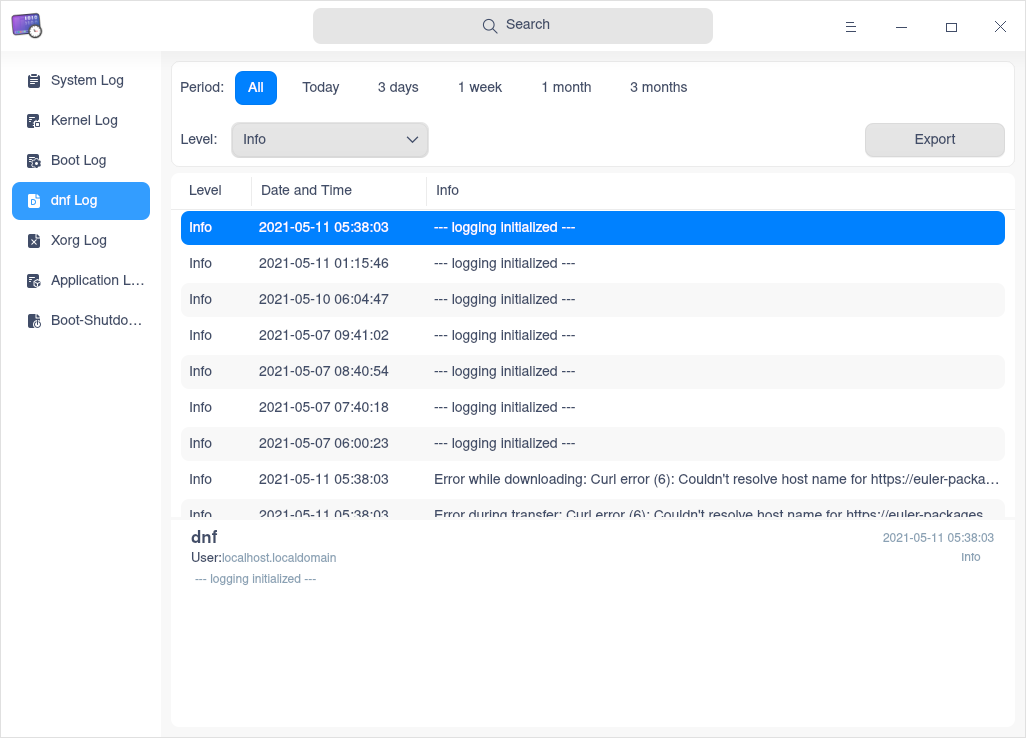 Search
System Log
Kernel Log
Boot Log
dnf Log
Xorg Log
Application L...
Boot-Shutdo...
Period: All Today 3 days 1 week 1 month 3 months
Level: Info Export
Level Date and Time Info
Info 2021-05-11 05:38:03 --- logging initialized ---
Info 2021-05-11 01:15:46 --- logging initialized ---
Info 2021-05-10 06:04:47 --- logging initialized ---
Info 2021-05-07 09:41:02 --- logging initialized ---
Info 2021-05-07 08:40:54 --- logging initialized ---
Info 2021-05-07 07:40:18 --- logging initialized ---
Info 2021-05-07 06:00:23 --- logging initialized ---
Info 2021-05-11 05:38:03 Error while downloading: Curl error (6): Couldn't resolve host name for https://euler-packa...
Info 2021-05-11 05:38:03 Error during transfer: Curl error (6): Couldn't resolve host name for https://euler-packages
dnf 2021-05-11 05:38:03
User:localhost.localdomain Info
--- logging initialized ---